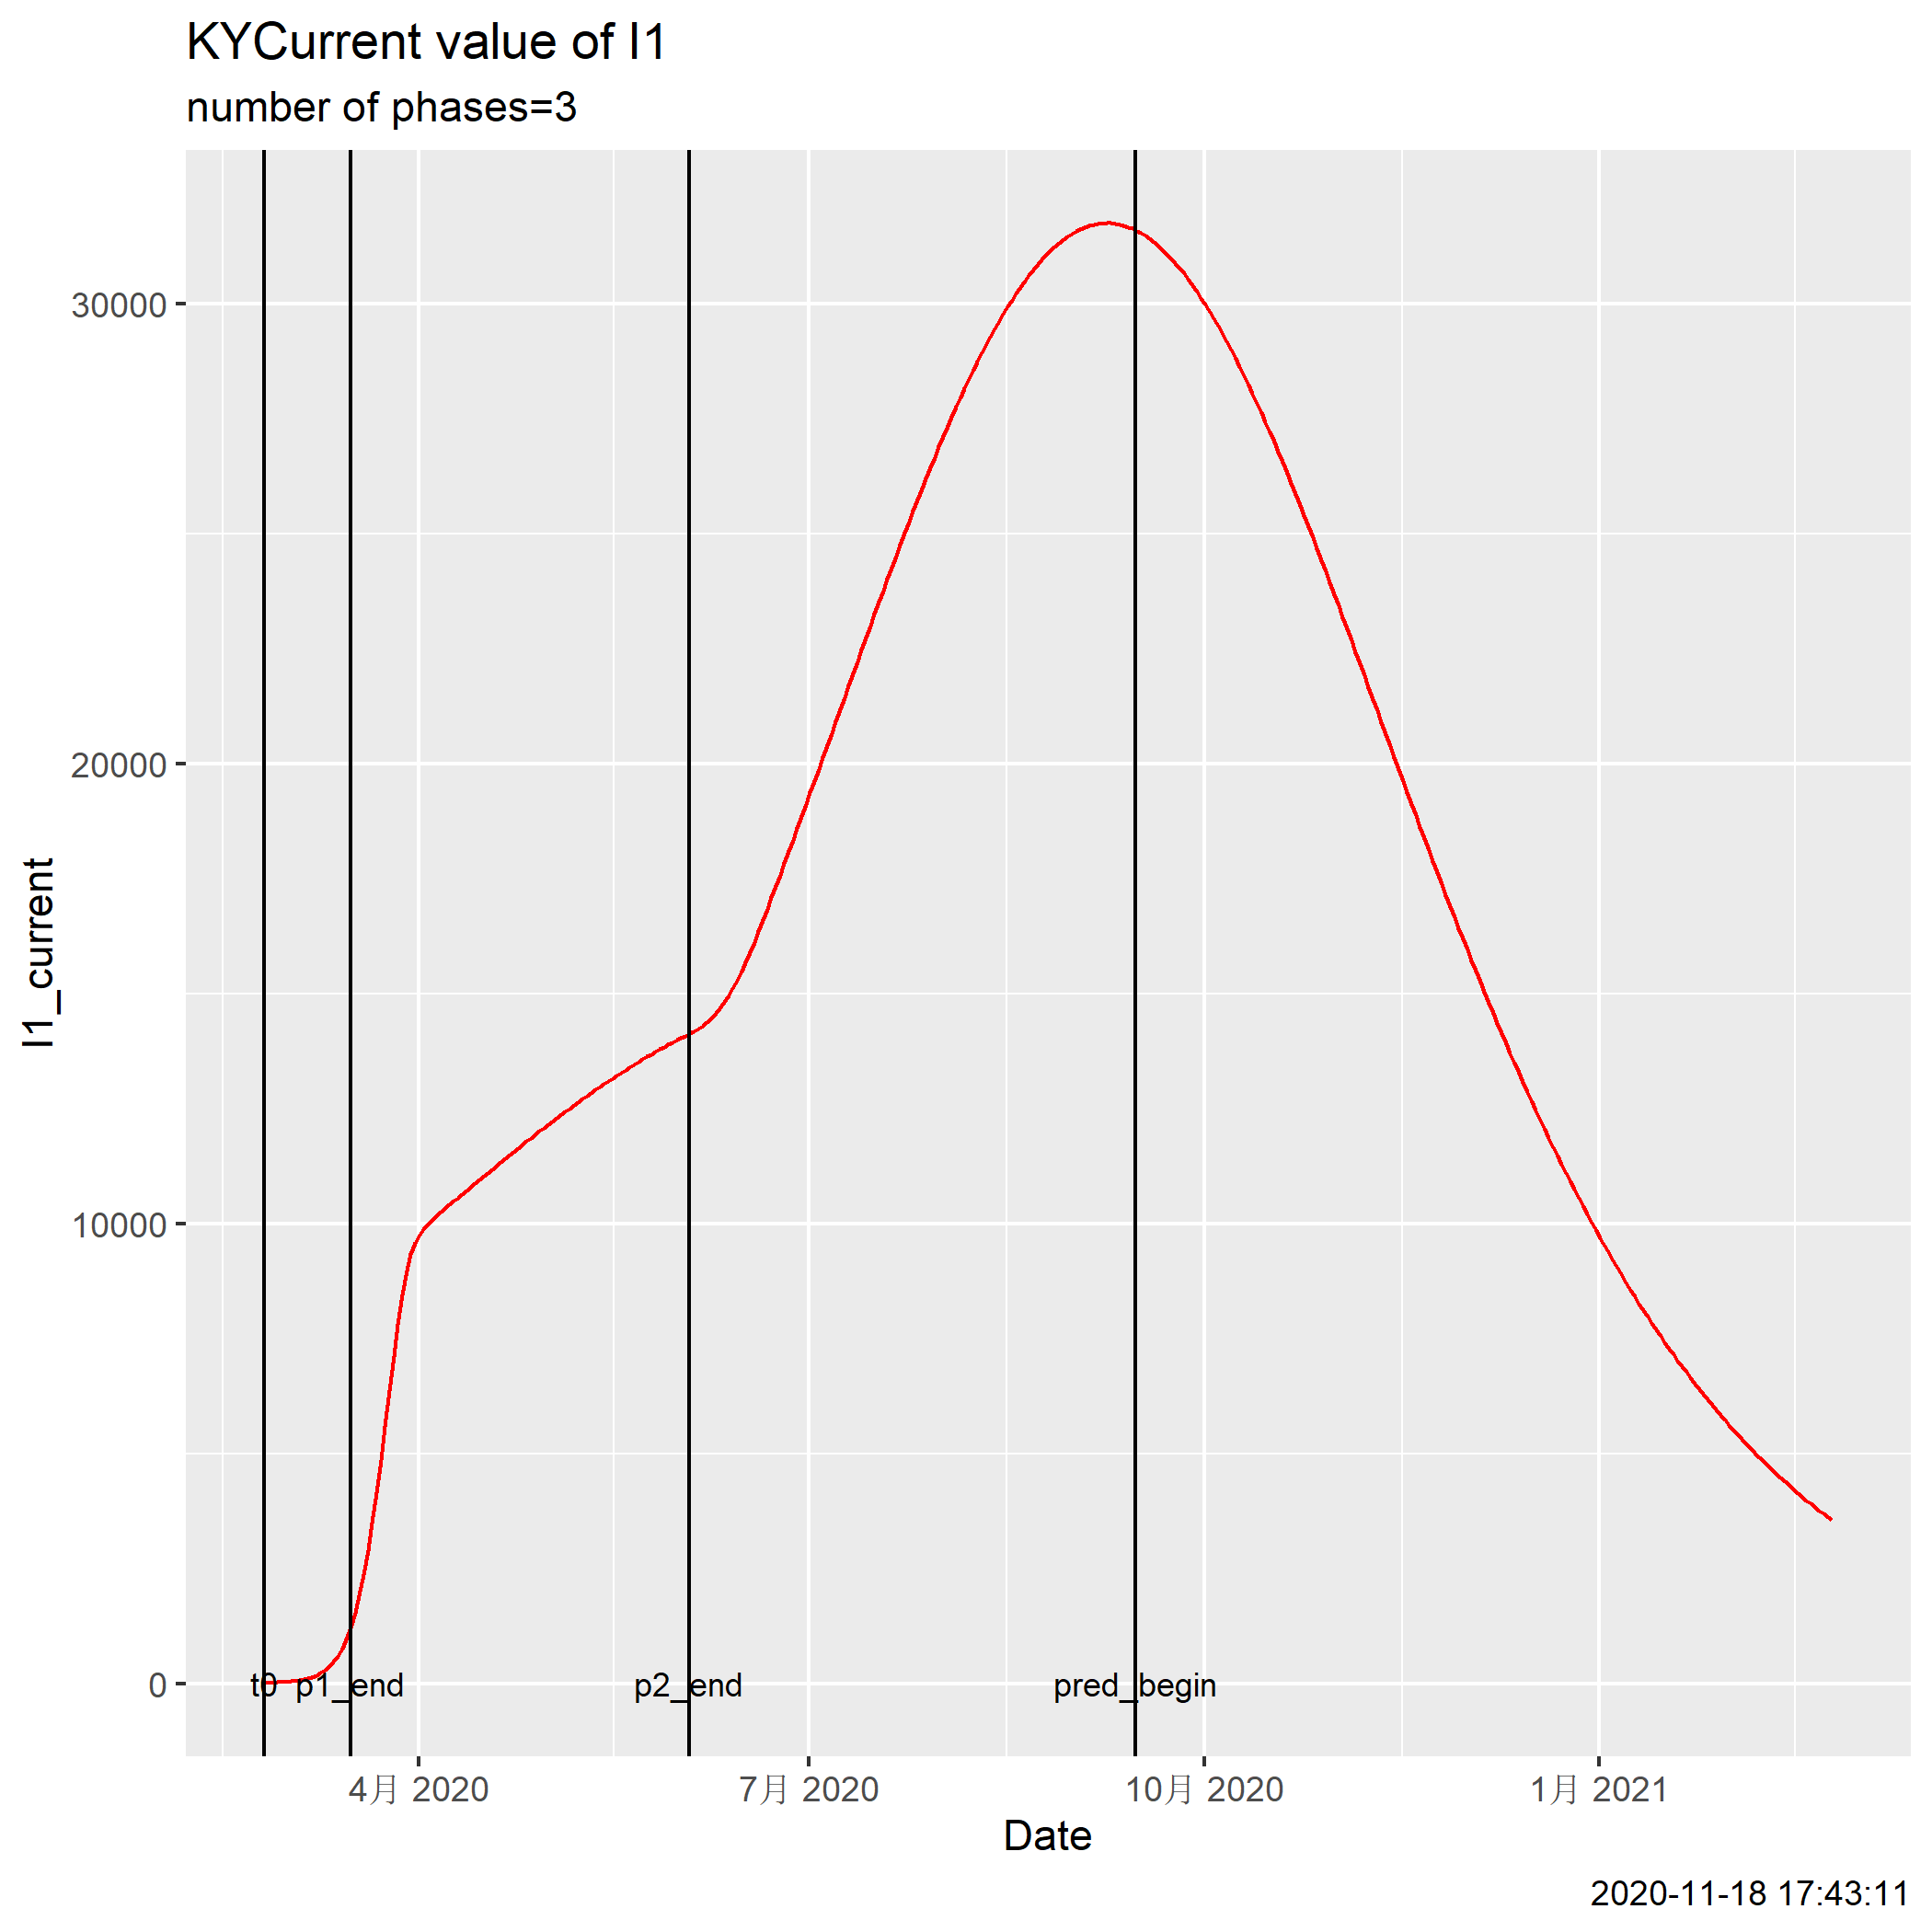 KYCurrent value of I1
number of phases=3
I1_current
30000
20000
10000
0
t0 p1_end p2_end pred_begin
4月 2020 7月 2020 10月 2020 1月 2021
Date
2020-11-18 17:43:11